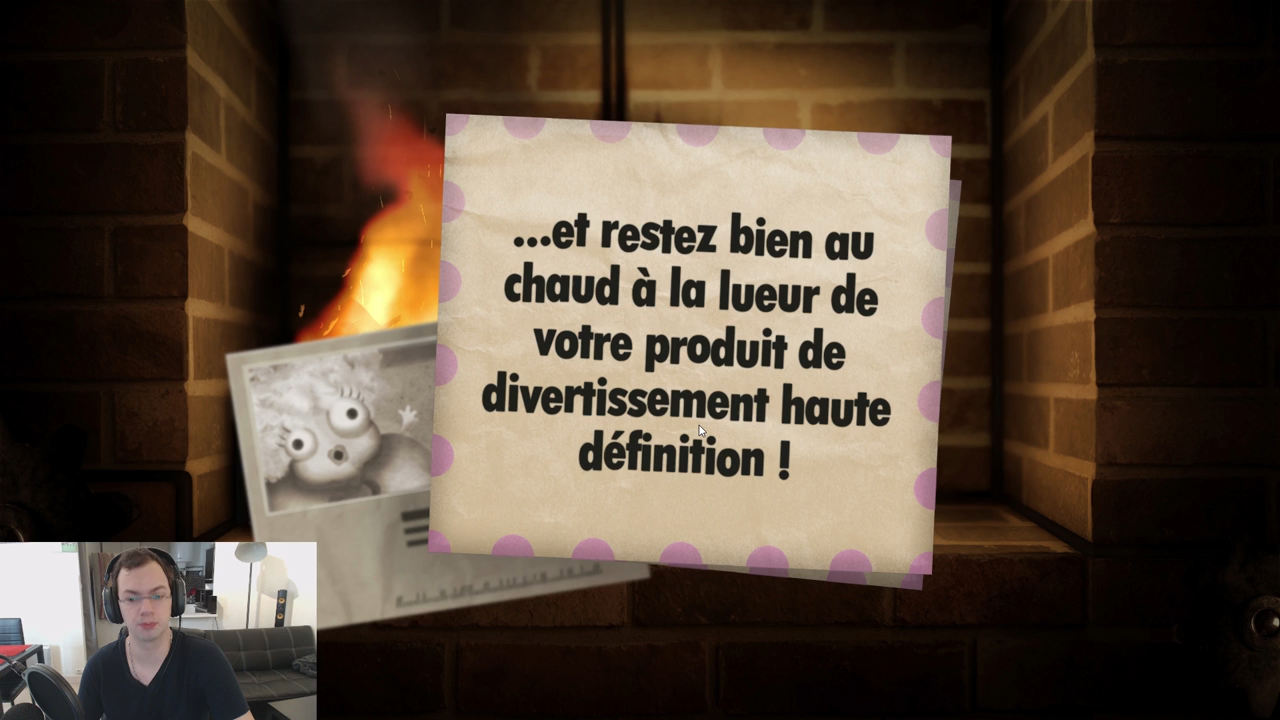 ...et restez bien au
chaud à la lueur de
votre produit de
divertissement haute
définition !